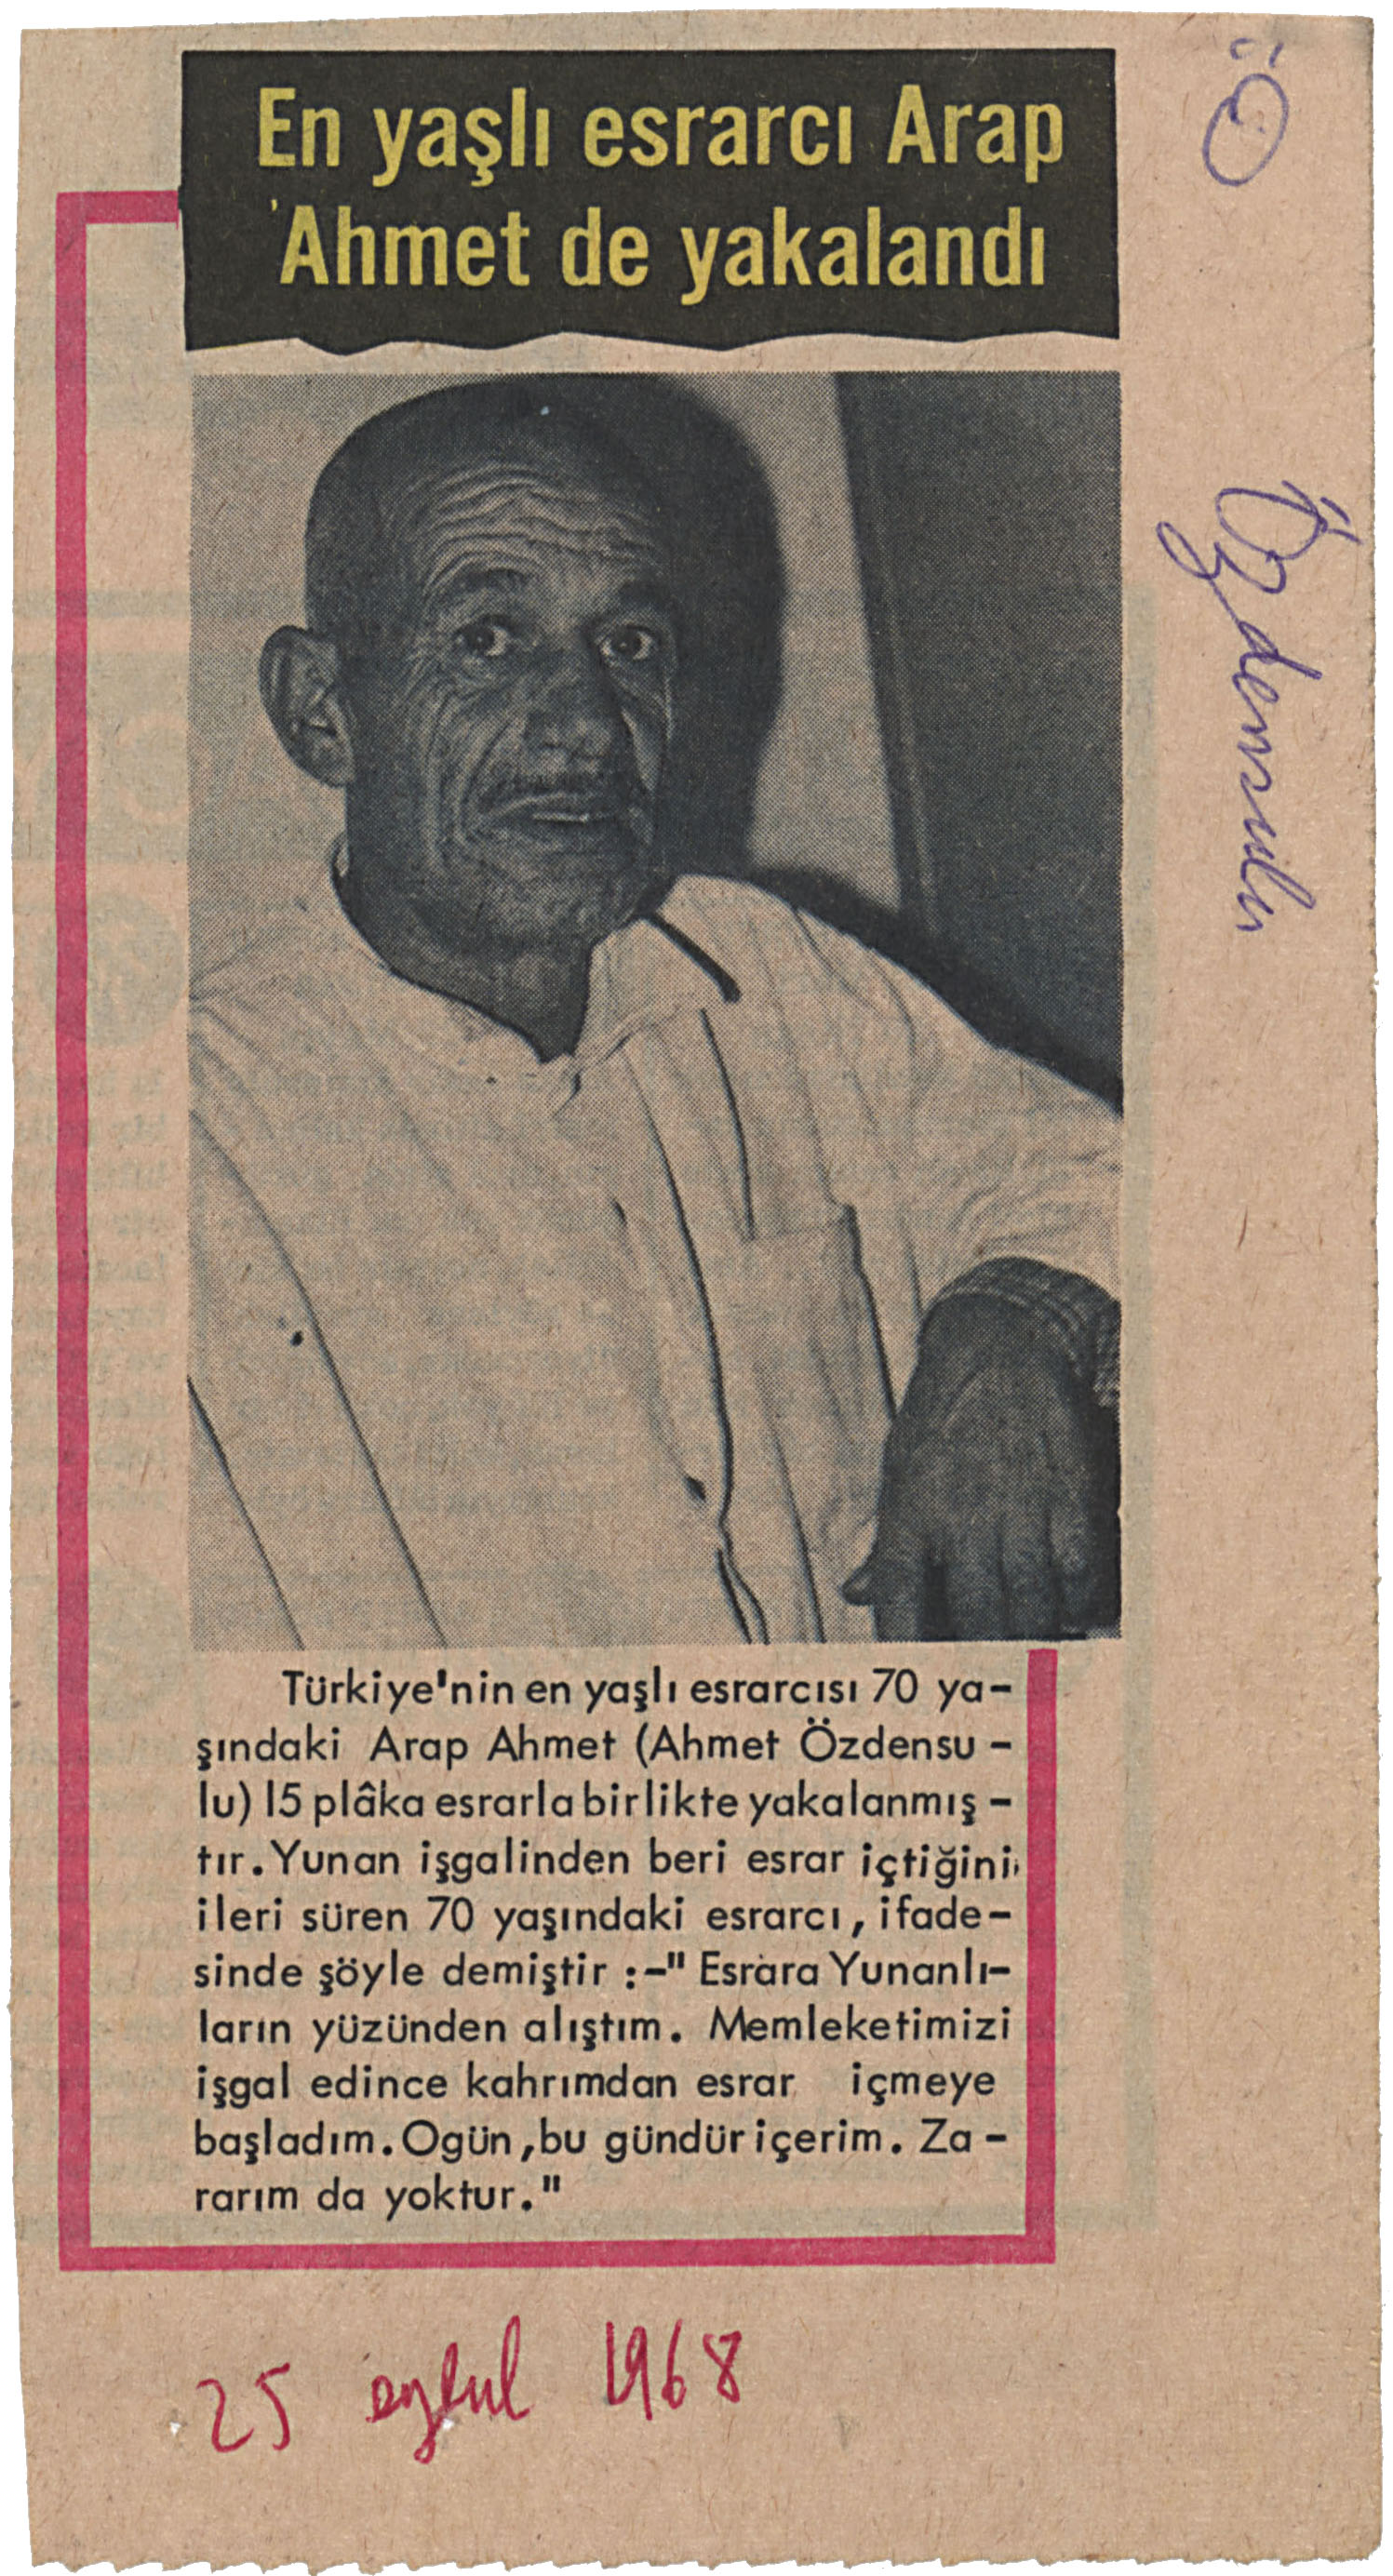 En yaşlı esrarcı Arap
Ahmet de yakalandı
Ö
Özdensulu
Türkiye'nin en yaşlı esrarcısı 70 ya-
şındaki Arap Ahmet (Ahmet Özdensu -
lu) 15 plâka esrarla birlikte yakalanmış -
tır. Yunan işgalinden beri esrar içtiğini
ileri süren 70 yaşındaki esrarcı, ifade-
sinde şöyle demiştir :-" Esrara Yunanlı-
ların yüzünden alıştım. Memleketimizi
işgal edince kahrımdan esrar içmeye
başladım. Ogün, bu gündür içerim. Za -
rarım da yoktur."
25 eylul 1968